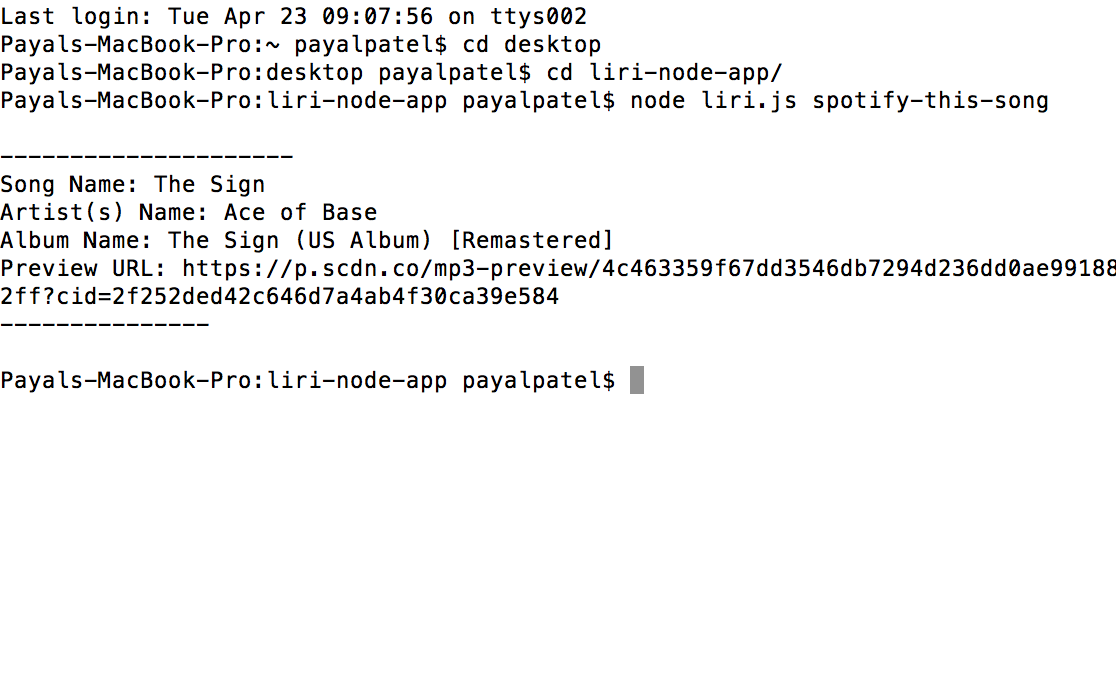 Last login: Tue Apr 23 09:07:56 on ttys002
Payals-MacBook-Pro:~ payalpatel$ cd desktop
Payals-MacBook-Pro:desktop payalpatel$ cd liri-node-app/
Payals-MacBook-Pro:liri-node-app payalpatel$ node liri.js spotify-this-song
---------------------
Song Name: The Sign
Artist(s) Name: Ace of Base
Album Name: The Sign (US Album) [Remastered]
Preview URL: https://p.scdn.co/mp3-preview/4c463359f67dd3546db7294d236dd0ae99188
2ff?cid=2f252ded42c646d7a4ab4f30ca39e584
---------------
Payals-MacBook-Pro:liri-node-app payalpatel$